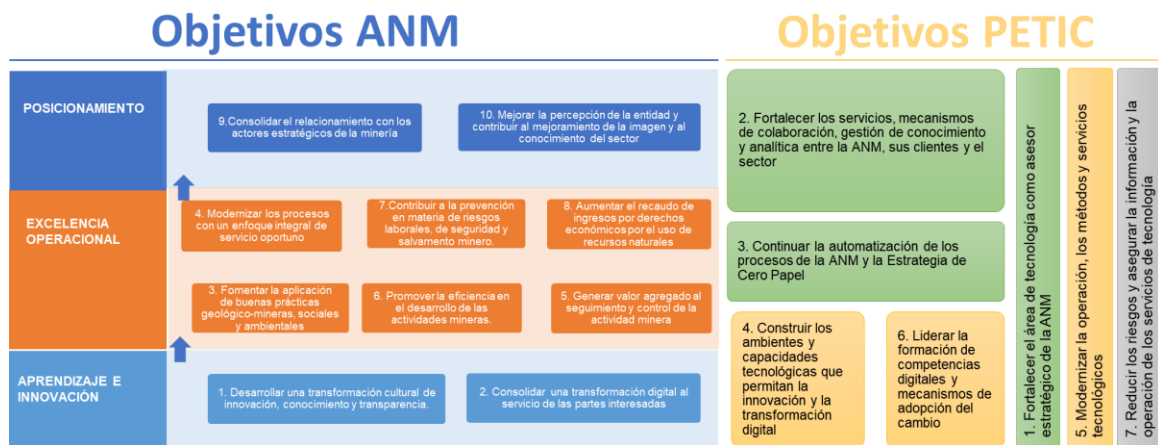 Objetivos ANM
POSICIONAMIENTO
9.Consolidar el relacionamiento con los
actores estratégicos de la minería
10. Mejorar la percepción de la entidad y
contribuir al mejoramiento de la imagen y al
conocimiento del sector
EXCELENCIA
OPERACIONAL
4. Modernizar los procesos
con un enfoque integral de
servicio oportuno
7.Contribuir a la prevención
en materia de riesgos
laborales, de seguridad y
salvamento minero.
8. Aumentar el recaudo de
ingresos por derechos
económicos por el uso de
recursos naturales
3. Fomentar la aplicación de
buenas prácticas
geológico-mineras, sociales
y ambientales
6. Promover la eficiencia en
el desarrollo de las
actividades mineras.
5. Generar valor agregado al
seguimiento y control de la
actividad minera
APRENDIZAJE E
INNOVACIÓN
1. Desarrollar una transformación cultural de
innovación, conocimiento y transparencia.
2. Consolidar una transformación digital al
servicio de las partes interesadas
Objetivos PETIC
2. Fortalecer los servicios, mecanismos
de colaboración, gestión de conocimiento
y analítica entre la ANM, sus clientes y el
sector
3. Continuar la automatización de los
procesos de la ANM y la Estrategia de
Cero Papel
4. Construir los
ambientes y
capacidades
tecnológicas que
permitan la
innovación y la
transformación
digital
6. Liderar la
formación de
competencias
digitales y
mecanismos de
adopción del
cambio
1. Fortalecer el área de tecnología como asesor
estratégico de la ANM
5. Modernizar la operación, los métodos y servicios
tecnológicos
7. Reducir los riesgos y asegurar la información y la
operación de los servicios de tecnología